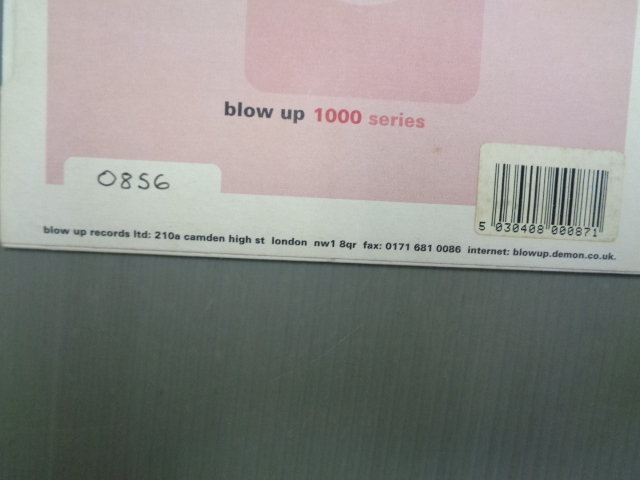 blow up 1000 series
0856
5 030408 000871
blow up records ltd: 210a camden high st london nw1 8qr fax: 0171 681 0086 internet: blowup.demon.co.uk.